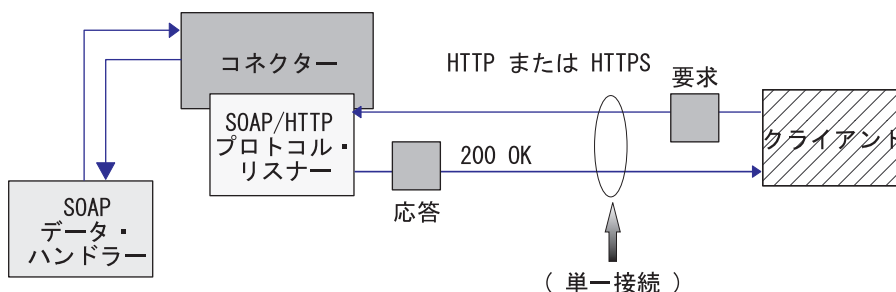 コネクター
HTTP または HTTPS
要求
SOAP/HTTP
プロトコル・
リスナー
クライアント
200 OK
応答
SOAP
データ・
ハンドラー
( 単一接続 )